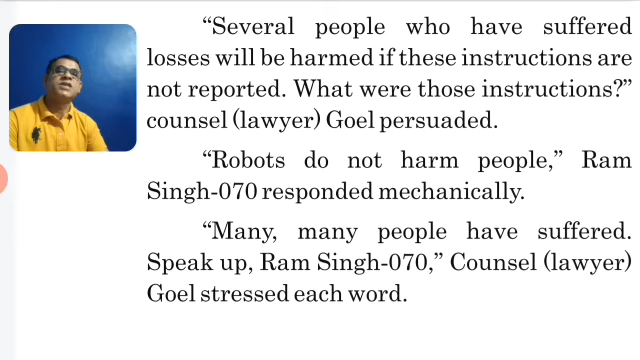 “Several people who have suffered
losses will be harmed if these instructions are
not reported. What were those instructions?”
counsel (lawyer) Goel persuaded.
“Robots do not harm people,” Ram
Singh-070 responded mechanically.
“Many, many people have suffered.
Speak up, Ram Singh-070,” Counsel (lawyer)
Goel stressed each word.